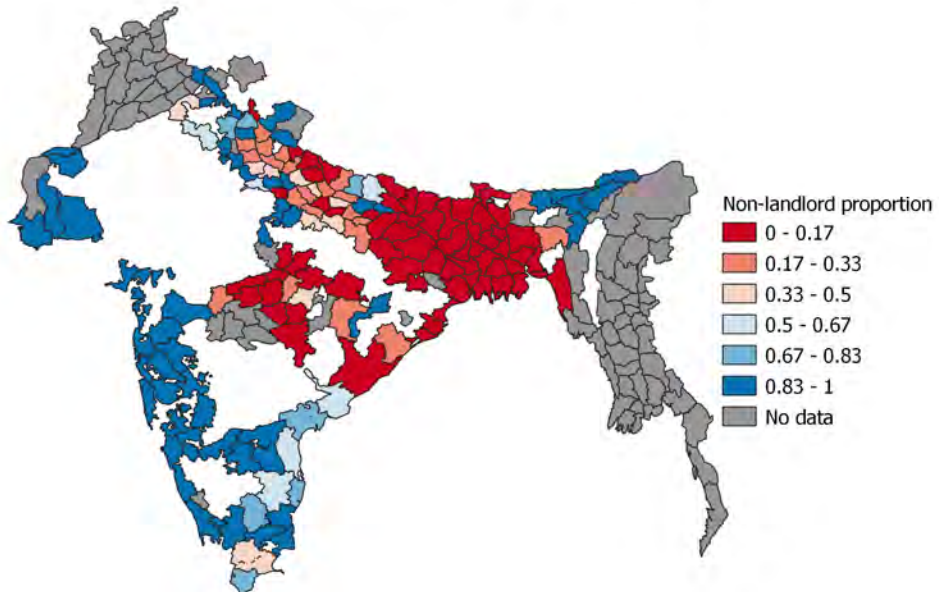 Non-landlord proportion
0 - 0.17
0.17 - 0.33
0.33 - 0.5
0.5 - 0.67
0.67 - 0.83
0.83 - 1
No data